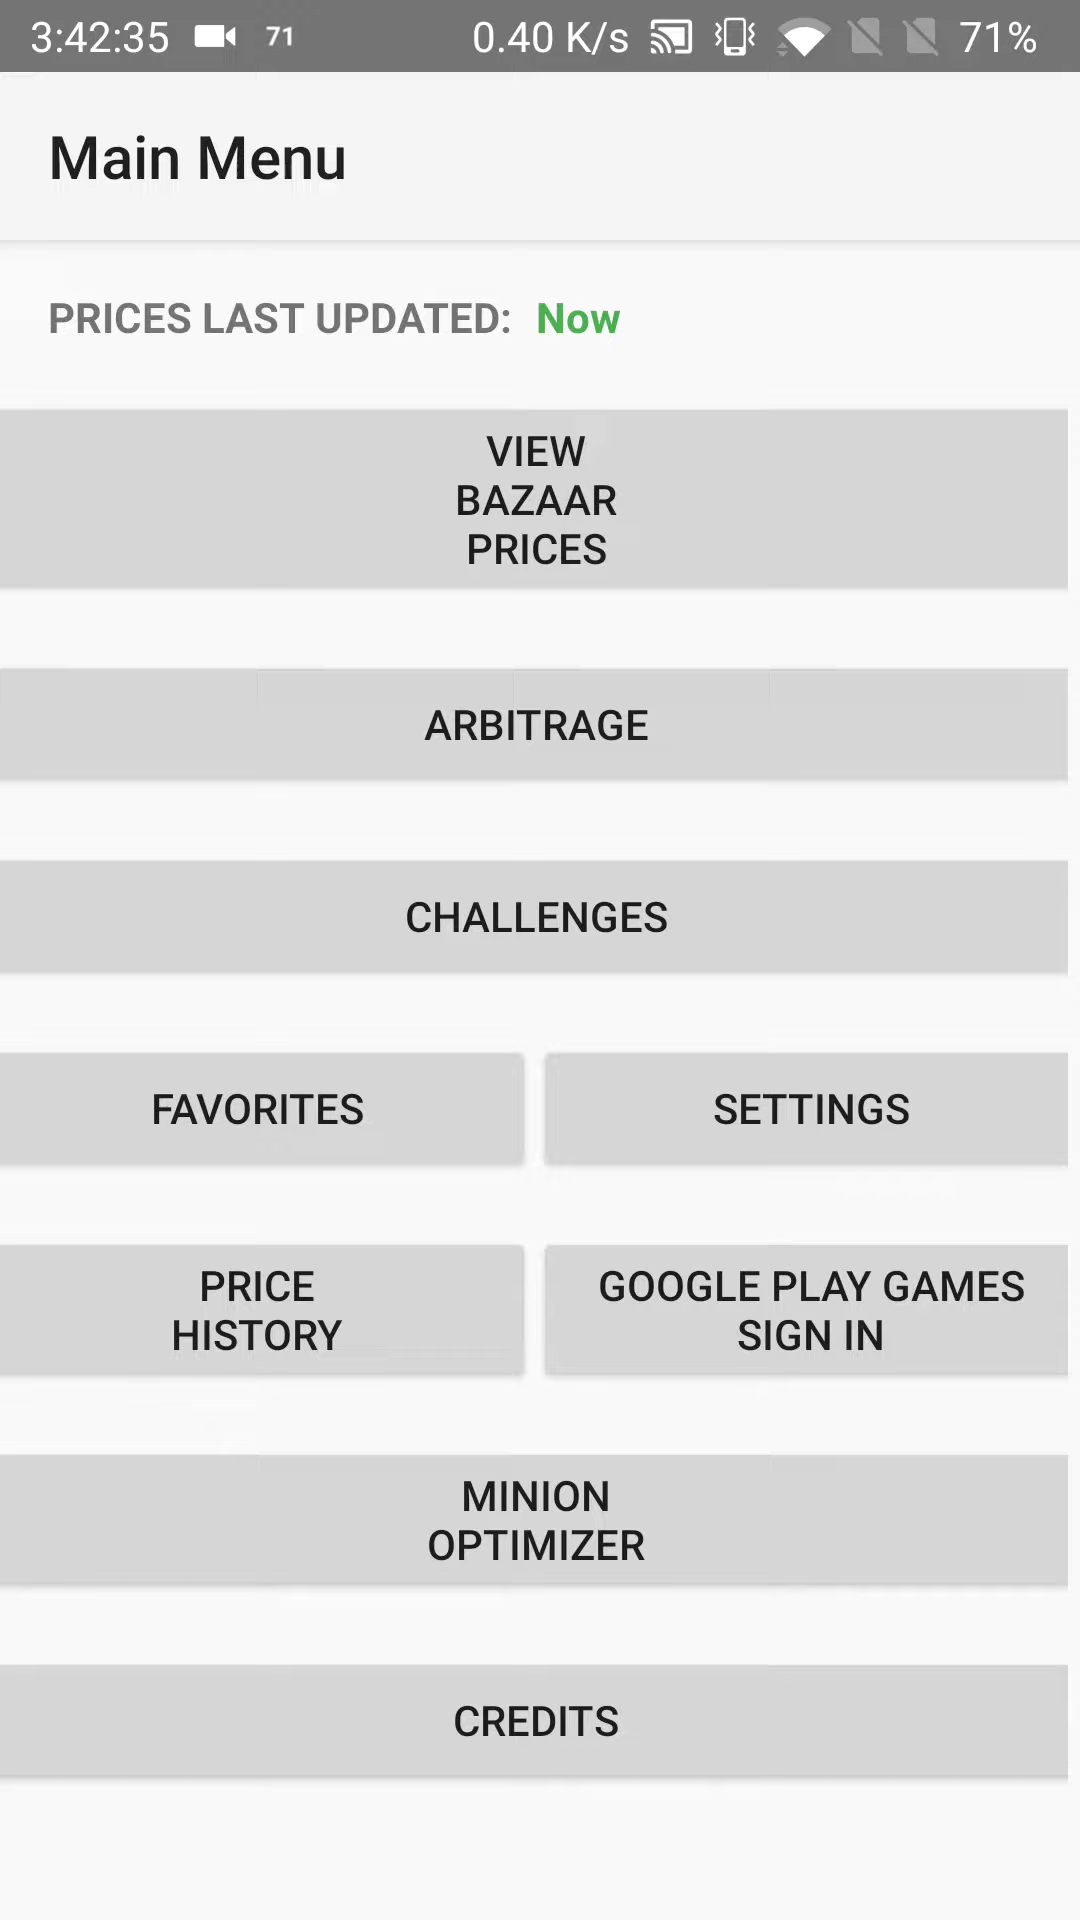 3:42:35 71 0.40 K/s 71%
Main Menu
PRICES LAST UPDATED: Now
VIEW
BAZAAR
PRICES
ARBITRAGE
CHALLENGES
FAVORITES SETTINGS
PRICE
HISTORY
GOOGLE PLAY GAMES
SIGN IN
MINION
OPTIMIZER
CREDITS